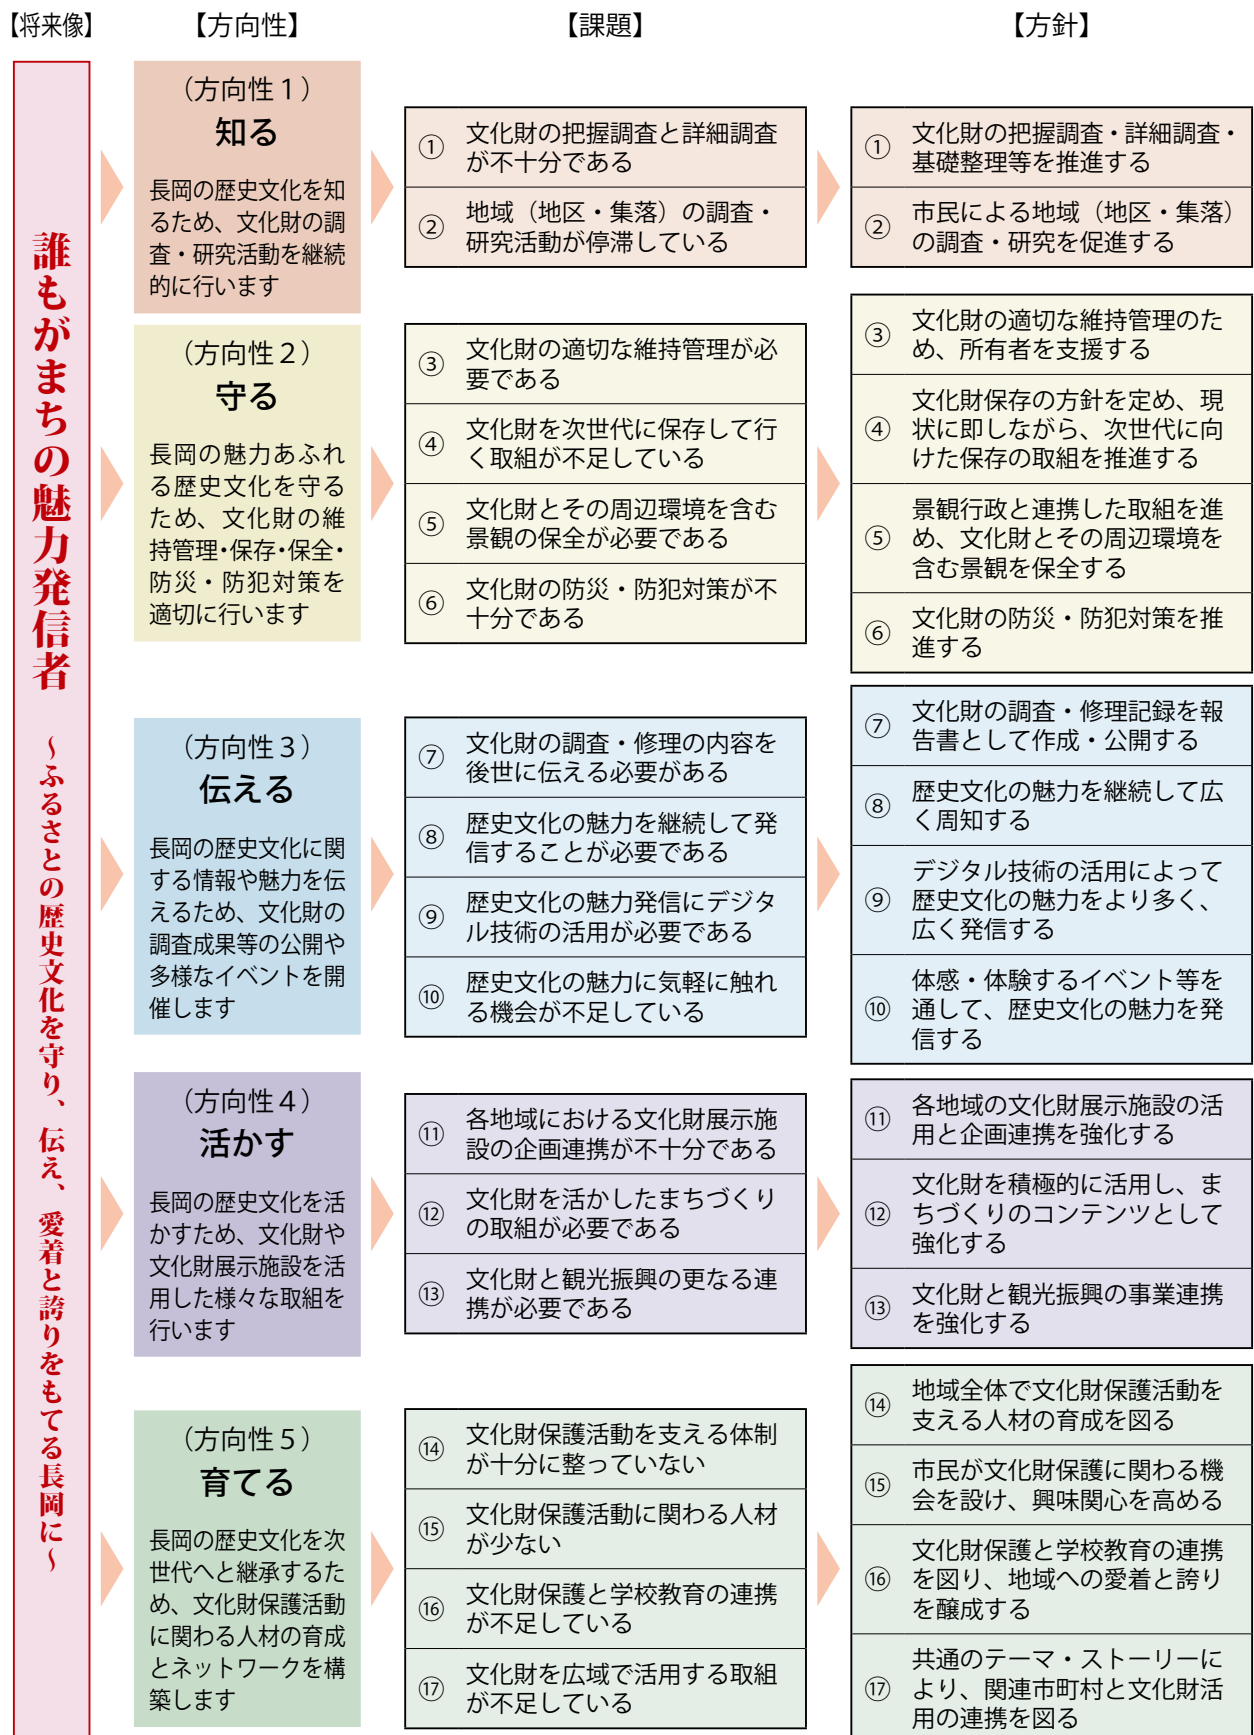 【将来像】
【方向性】
【課題】
【方針】
誰もがまちの魅力発信者
～ふるさとの歴史文化を守り、伝え、愛着と誇りをもてる長岡に～
（方向性１）
知る
長岡の歴史文化を知
るため、文化財の調
査・研究活動を継続
的に行います
① 文化財の把握調査と詳細調査
が不十分である
② 地域（地区・集落）の調査・
研究活動が停滞している
① 文化財の把握調査・詳細調査・
基礎整理等を推進する
② 市民による地域（地区・集落）
の調査・研究を促進する
（方向性２）
守る
長岡の魅力あふれ
る歴史文化を守る
ため、文化財の維
持管理・保存・保全・
防災・防犯対策を
適切に行います
③ 文化財の適切な維持管理が必
要である
④ 文化財を次世代に保存して行
く取組が不足している
⑤ 文化財とその周辺環境を含む
景観の保全が必要である
⑥ 文化財の防災・防犯対策が不
十分である
③ 文化財の適切な維持管理のた
め、所有者を支援する
④ 文化財保存の方針を定め、現
状に即しながら、次世代に向
けた保存の取組を推進する
⑤ 景観行政と連携した取組を進
め、文化財とその周辺環境を
含む景観を保全する
⑥ 文化財の防災・防犯対策を推
進する
（方向性３）
伝える
長岡の歴史文化に関
する情報や魅力を伝
えるため、文化財の
調査成果等の公開や
多様なイベントを開
催します
⑦ 文化財の調査・修理の内容を
後世に伝える必要がある
⑧ 歴史文化の魅力を継続して発
信することが必要である
⑨ 歴史文化の魅力発信にデジタ
ル技術の活用が必要である
⑩ 歴史文化の魅力に気軽に触れ
る機会が不足している
⑦ 文化財の調査・修理記録を報
告書として作成・公開する
⑧ 歴史文化の魅力を継続して広
く周知する
⑨ デジタル技術の活用によって
歴史文化の魅力をより多く、
広く発信する
⑩ 体感・体験するイベント等を
通して、歴史文化の魅力を発
信する
（方向性４）
活かす
長岡の歴史文化を活
かすため、文化財や
文化財展示施設を活
用した様々な取組を
行います
⑪ 各地域における文化財展示施
設の企画連携が不十分である
⑫ 文化財を活かしたまちづくり
の取組が必要である
⑬ 文化財と観光振興の更なる連
携が必要である
⑪ 各地域の文化財展示施設の活
用と企画連携を強化する
⑫ 文化財を積極的に活用し、ま
ちづくりのコンテンツとして
強化する
⑬ 文化財と観光振興の事業連携
を強化する
（方向性５）
育てる
長岡の歴史文化を次
世代へと継承するた
め、文化財保護活動
に関わる人材の育成
とネットワークを構
築します
⑭ 文化財保護活動を支える体制
が十分に整っていない
⑮ 文化財保護活動に関わる人材
が少ない
⑯ 文化財保護と学校教育の連携
が不足している
⑰ 文化財を広域で活用する取組
が不足している
⑭ 地域全体で文化財保護活動を
支える人材の育成を図る
⑮ 市民が文化財保護に関わる機
会を設け、興味関心を高める
⑯ 文化財保護と学校教育の連携
を図り、地域への愛着と誇り
を醸成する
⑰ 共通のテーマ・ストーリーに
より、関連市町村と文化財活
用の連携を図る